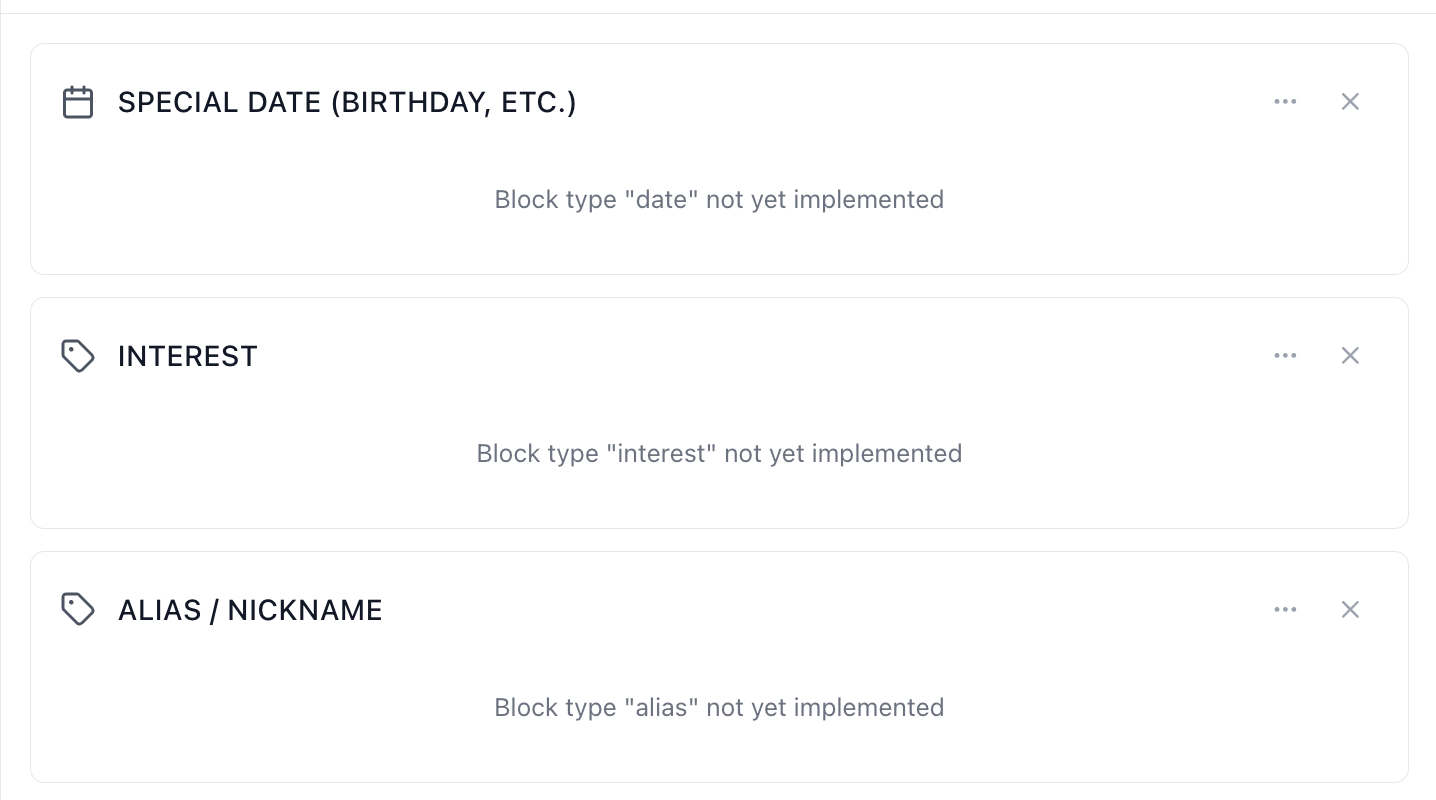 SPECIAL DATE (BIRTHDAY, ETC.)
Block type "date" not yet implemented
INTEREST
Block type "interest" not yet implemented
ALIAS / NICKNAME
Block type "alias" not yet implemented